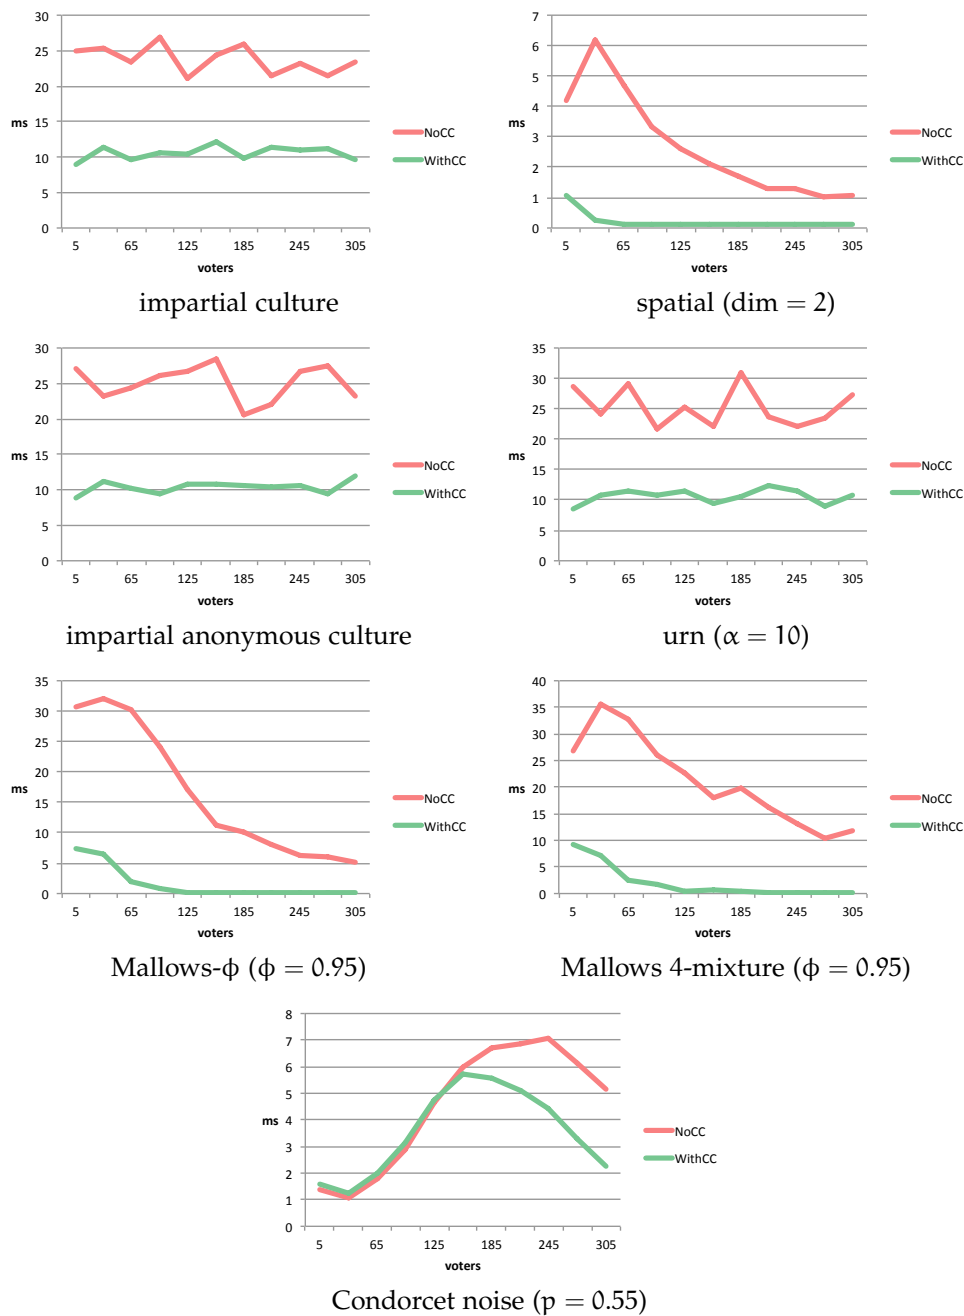 30
25
20
15
10
5
0
ms
5 65 125 185 245 305
voters
NoCC
WithCC
impartial culture
7
6
5
4
3
2
1
0
ms
5 65 125 185 245 305
voters
NoCC
WithCC
spatial (dim = 2)
30
25
20
15
10
5
0
ms
5 65 125 185 245 305
voters
NoCC
WithCC
impartial anonymous culture
35
30
25
20
15
10
5
0
ms
5 65 125 185 245 305
voters
NoCC
WithCC
urn (α = 10)
35
30
25
20
15
10
5
0
ms
5 65 125 185 245 305
voters
NoCC
WithCC
Mallows-ϕ (ϕ = 0.95)
40
35
30
25
20
15
10
5
0
ms
5 65 125 185 245 305
voters
NoCC
WithCC
Mallows 4-mixture (ϕ = 0.95)
8
7
6
5
4
3
2
1
0
ms
5 65 125 185 245 305
voters
NoCC
WithCC
Condorcet noise (p = 0.55)